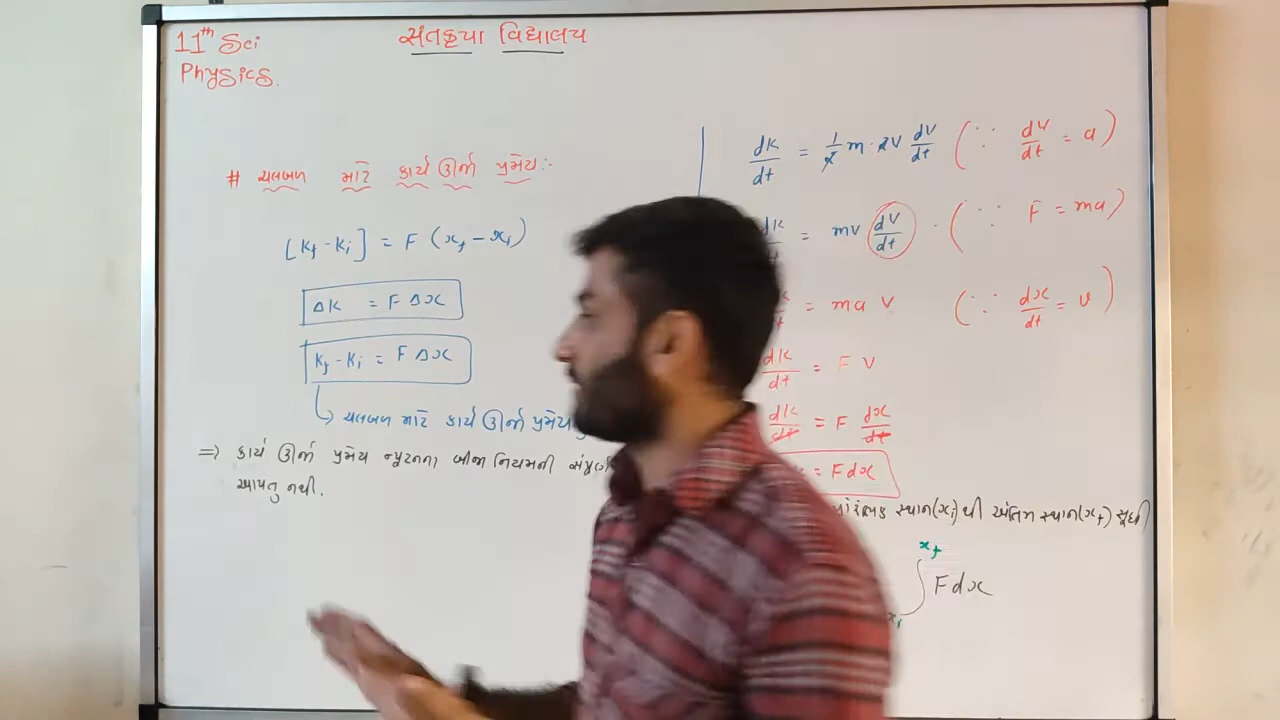 11th Sci
Physics.
સંતકૃપા વિદ્યાલય
# ચલબળ માટે કાર્ય ઊર્જા પ્રમેય:-
[Kf - Ki] = F (xf - xi)
ΔK = F Δx
Kf - Ki = F Δx
ચલબળ માટે કાર્ય ઊર્જા પ્રમેય
⇒ કાર્ય ઊર્જા પ્રમેય ન્યૂટનના બીજા નિયમની
આપતુ નથી.
dK/dt = 1/2 m · 2v dv/dt (∵ dv/dt = a)
= mv dv/dt · (∵ F = ma)
= ma v (∵ dx/dt = v)
dK/dt = F v
dK/dt = F dx/dt
= Fdx
સ્થાન(xi) થી અંતિમ સ્થાન(xf) સુધી
∫ xi xf Fdx